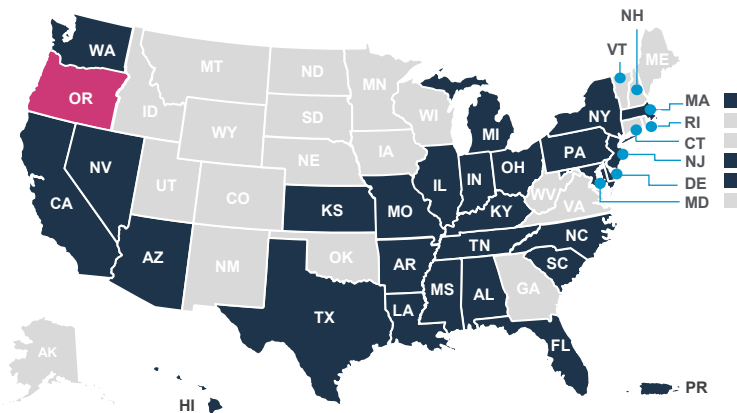 NH
VT
ME
WA
MT
ND
MN
OR
ID
SD
WI
MI
NY
MA
RI
CT
NJ
DE
MD
WY
IA
NE
PA
NV
UT
CO
IL
IN
OH
CA
KS
MO
KY
WV
VA
AZ
NM
OK
AR
TN
NC
SC
TX
LA
MS
AL
GA
FL
AK
HI
PR